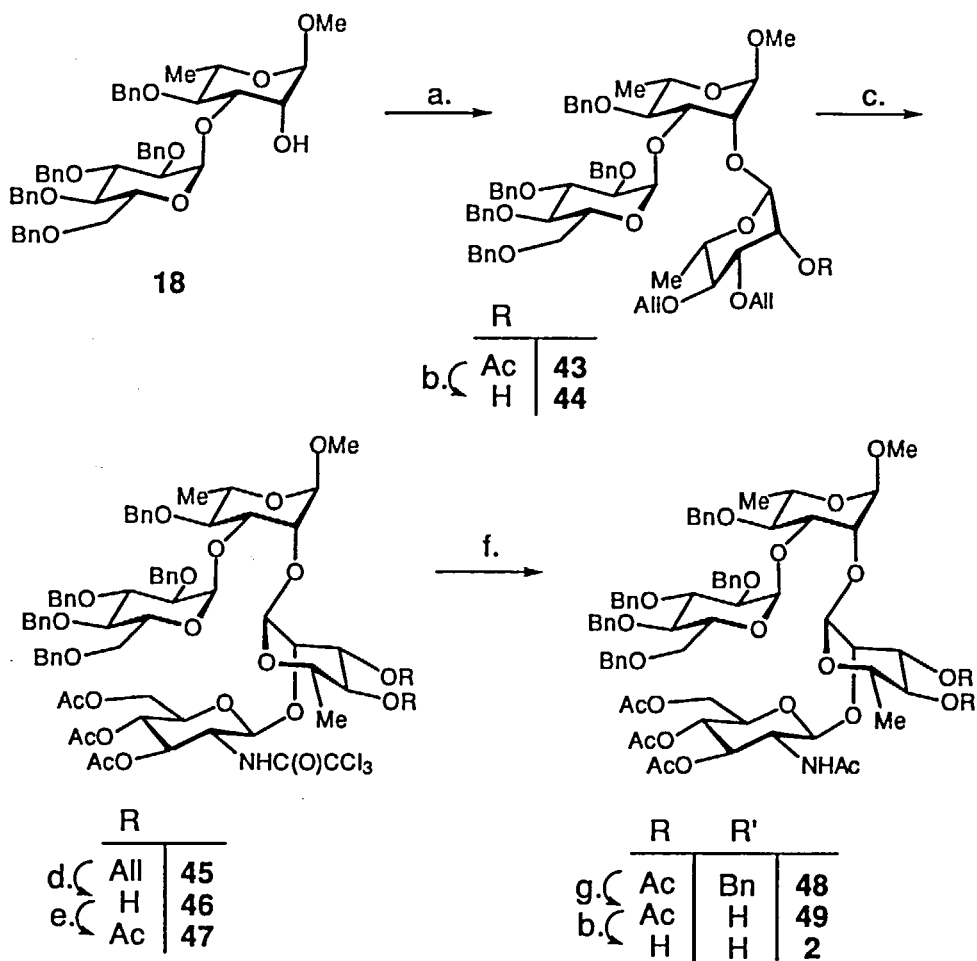 OMe
Me
O
BnO
O
OH
BnO
BnO
BnO
O
BnO
18
a.
OMe
Me
O
BnO
O
O
BnO
BnO
BnO
O
BnO
O
Me
OR
AllO
OAll
c.
R
b.
Ac 43
H 44
OMe
Me
O
BnO
O
O
BnO
BnO
BnO
O
BnO
O
OR
OR
Me
AcO
O
O
AcO
AcO
NHC(O)CCl3
f.
OMe
Me
O
BnO
O
O
BnO
BnO
BnO
O
BnO
O
OR
OR
Me
AcO
O
O
AcO
AcO
NHAc
R
d.
All 45
H 46
e.
Ac 47
R R'
g.
Ac Bn 48
Ac H 49
b.
H H 2